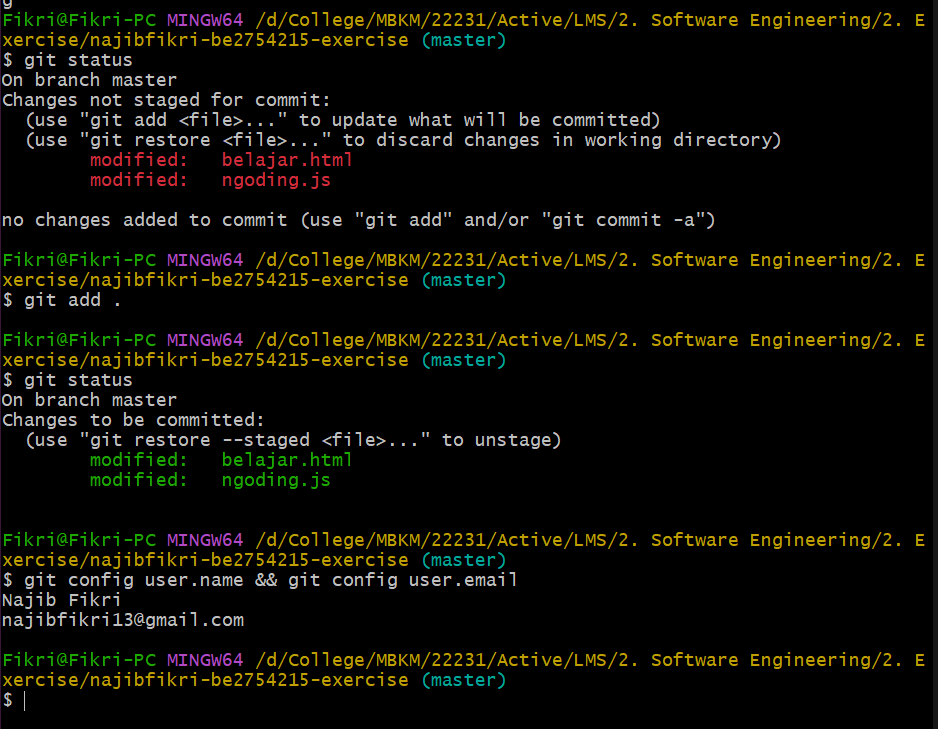 g
Fikri@Fikri-PC MINGW64 /d/College/MBKM/22231/Active/LMS/2. Software Engineering/2. E
xercise/najibfikri-be2754215-exercise (master)
$ git status
On branch master
Changes not staged for commit:
  (use "git add <file>..." to update what will be committed)
  (use "git restore <file>..." to discard changes in working directory)
        modified:   belajar.html
        modified:   ngoding.js

no changes added to commit (use "git add" and/or "git commit -a")

Fikri@Fikri-PC MINGW64 /d/College/MBKM/22231/Active/LMS/2. Software Engineering/2. E
xercise/najibfikri-be2754215-exercise (master)
$ git add .

Fikri@Fikri-PC MINGW64 /d/College/MBKM/22231/Active/LMS/2. Software Engineering/2. E
xercise/najibfikri-be2754215-exercise (master)
$ git status
On branch master
Changes to be committed:
  (use "git restore --staged <file>..." to unstage)
        modified:   belajar.html
        modified:   ngoding.js


Fikri@Fikri-PC MINGW64 /d/College/MBKM/22231/Active/LMS/2. Software Engineering/2. E
xercise/najibfikri-be2754215-exercise (master)
$ git config user.name && git config user.email
Najib Fikri
najibfikri13@gmail.com

Fikri@Fikri-PC MINGW64 /d/College/MBKM/22231/Active/LMS/2. Software Engineering/2. E
xercise/najibfikri-be2754215-exercise (master)
$